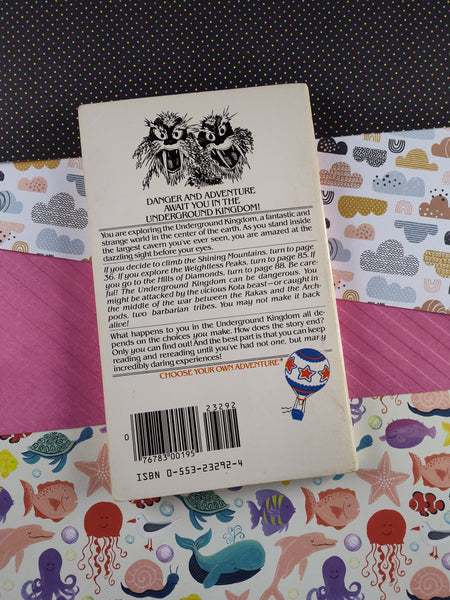 DANGER AND ADVENTURE
AWAIT YOU IN THE
UNDERGROUND KINGDOM!
You are exploring the Underground Kingdom, a fantastic and
strange world in the center of the earth. As you stand inside
the largest cavern you've ever seen, you are amazed at the
dazzling sight before your eyes.
If you decide to climb the Shining Mountains, turn to page
36. If you explore the Weightless Peaks, turn to page 85. If
you go to the Hills of Diamonds, turn to page 88. Be care-
ful! The Underground Kingdom can be dangerous. You
might be attacked by the vicious Kota beast—or caught in
the middle of the war between the Rakas and the Arch-
pods, two barbarian tribes. You may not make it back
alive!
What happens to you in the Underground Kingdom all de-
pends on the choices you make. How does the story end?
Only you can find out! And the best part is that you can keep
reading and rereading until you've had not one, but many
incredibly daring experiences!
CHOOSE YOUR OWN ADVENTURE™
23292
0
76783 00195
ISBN 0-553-23292-4